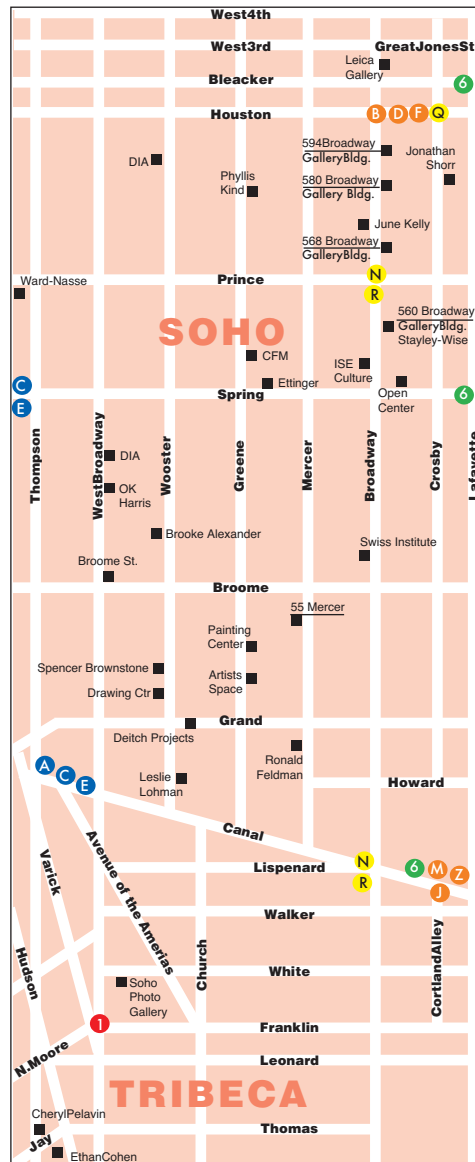 West4th
West3rd
GreatJonesSt
Leica
Gallery
Bleacker
6
Houston
B D F Q
594Broadway
GalleryBldg.
Jonathan
Shorr
DIA
Phyllis
Kind
580 Broadway
Gallery Bldg.
June Kelly
568 Broadway
GalleryBldg.
N
Prince
Ward-Nasse
R
SOHO
560 Broadway
GalleryBldg.
Stayley-Wise
CFM
ISE
Culture
C
Ettinger
Spring
Open
Center
6
E
Thompson
WestBroadway
Wooster
Greene
Mercer
Broadway
Crosby
Lafayette
DIA
OK
Harris
Brooke Alexander
Swiss Institute
Broome St.
Broome
55 Mercer
Painting
Center
Spencer Brownstone
Artists
Space
Drawing Ctr
Grand
Deitch Projects
Ronald
Feldman
A C E
Leslie
Lohman
Howard
Canal
Varick
Avenue of the Amerias
Lispenard
N
R
6 M Z
J
Walker
Hudson
Church
CortlandAlley
White
Soho
Photo
Gallery
1
Franklin
N.Moore
Leonard
TRIBECA
CherylPelavin
Thomas
Jay
EthanCohen